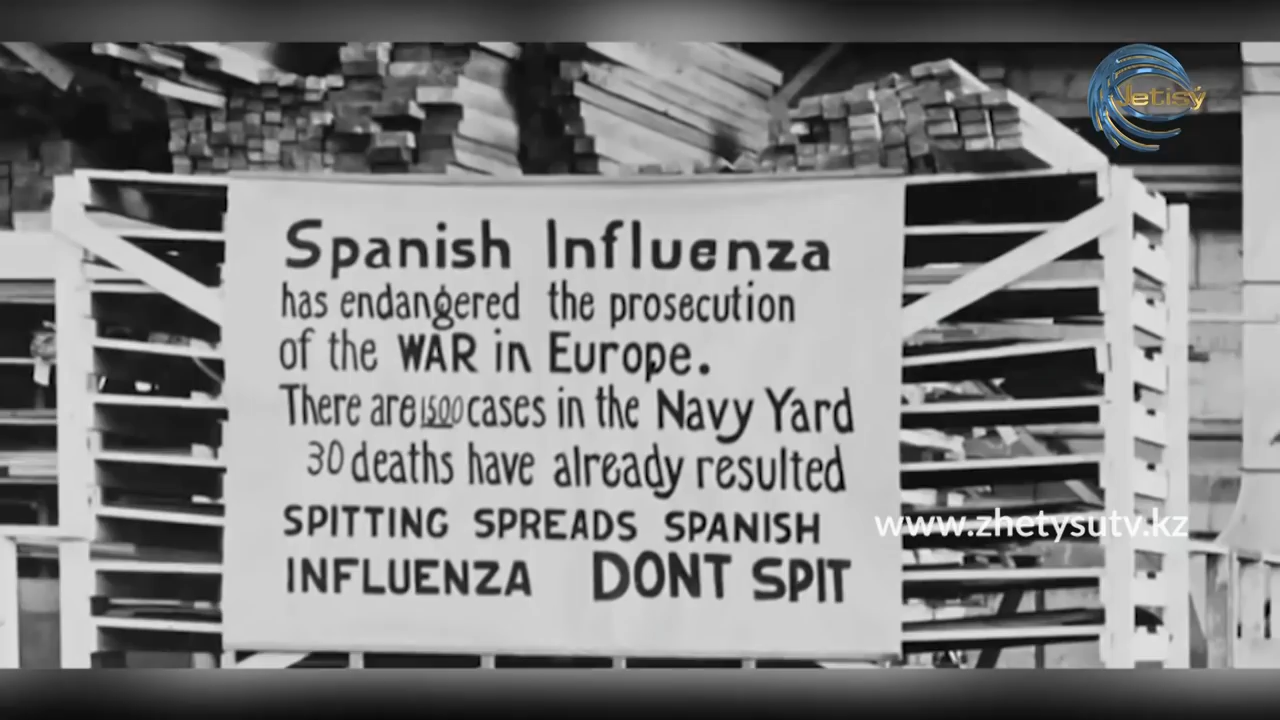 Jetisý
Spanish Influenza
has endangered the prosecution
of the WAR in Europe.
There are 1500 cases in the Navy Yard
30 deaths have already resulted
SPITTING SPREADS SPANISH
INFLUENZA DONT SPIT
www.zhetysutv.kz